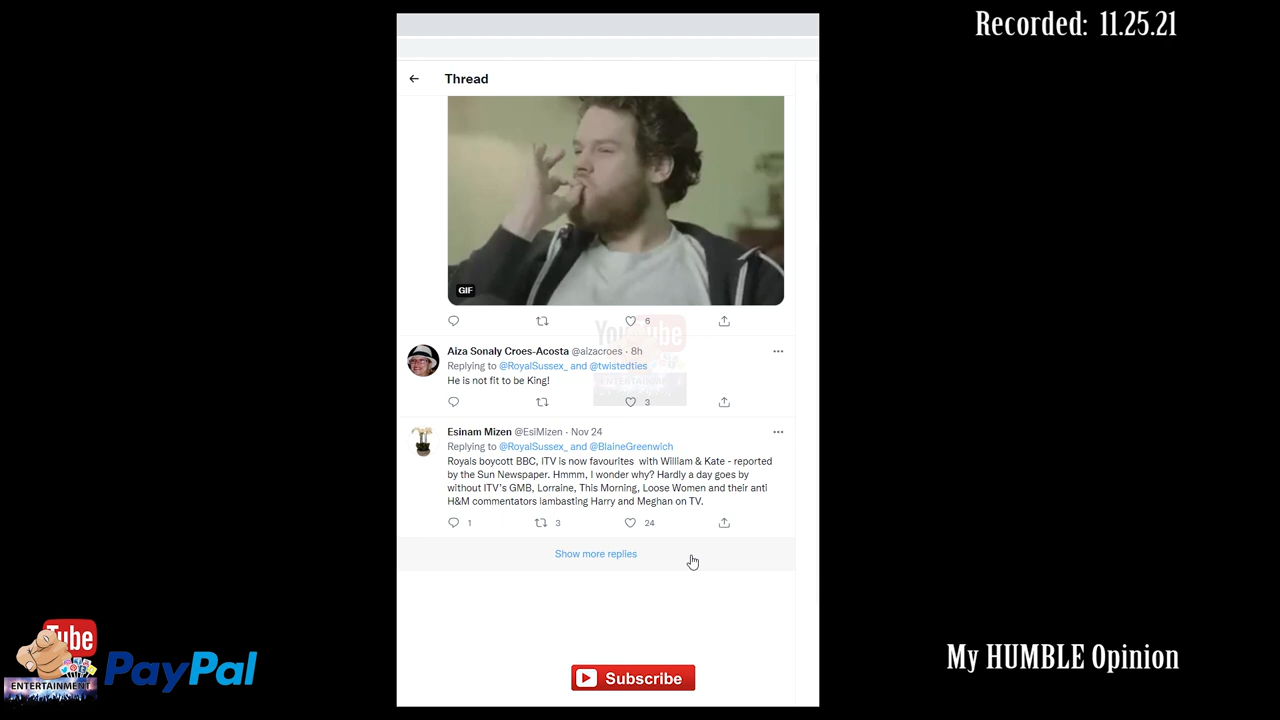 Recorded: 11.25.21
Thread
GIF
6
YouTube
ENTERTAINMENT
Aiza Sonaly Croes-Acosta @aizacroes · 8h
Replying to @RoyalSussex_ and @twistedties
He is not fit to be King!
3
Esinam Mizen @EsiMizen · Nov 24
Replying to @RoyalSussex_ and @BlaineGreenwich
Royals boycott BBC, ITV is now favourites with William & Kate - reported
by the Sun Newspaper. Hmmm, I wonder why? Hardly a day goes by
without ITV's GMB, Lorraine, This Morning, Loose Women and their anti
H&M commentators lambasting Harry and Meghan on TV.
1 3 24
Show more replies
Tube
ENTERTAINMENT
PayPal
Subscribe
My HUMBLE Opinion